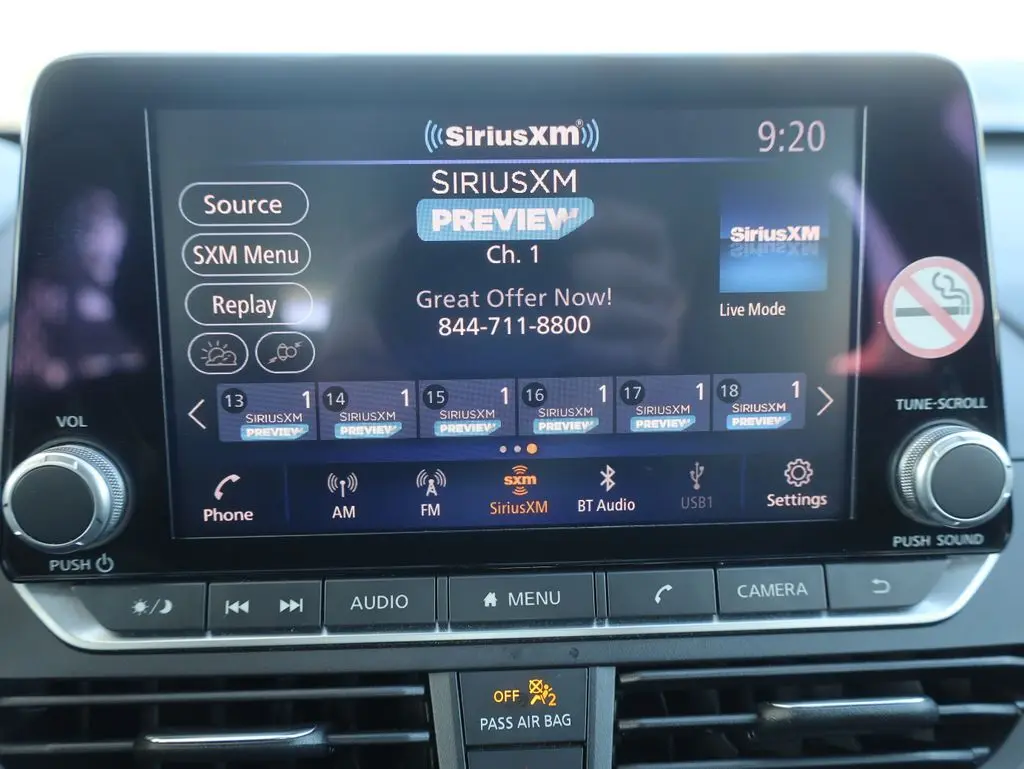 SiriusXM®
9:20
SIRIUSXM
PREVIEW
Ch. 1
Source
SXM Menu
Replay
Great Offer Now!
844-711-8800
SiriusXM
Live Mode
13 1 SIRIUSXM PREVIEW
14 1 SIRIUSXM PREVIEW
15 1 SIRIUSXM PREVIEW
16 1 SIRIUSXM PREVIEW
17 1 SIRIUSXM PREVIEW
18 1 SIRIUSXM PREVIEW
VOL
TUNE·SCROLL
Phone
AM
FM
sxm
SiriusXM
BT Audio
USB1
Settings
PUSH
PUSH SOUND
AUDIO
MENU
CAMERA
OFF 2
PASS AIR BAG